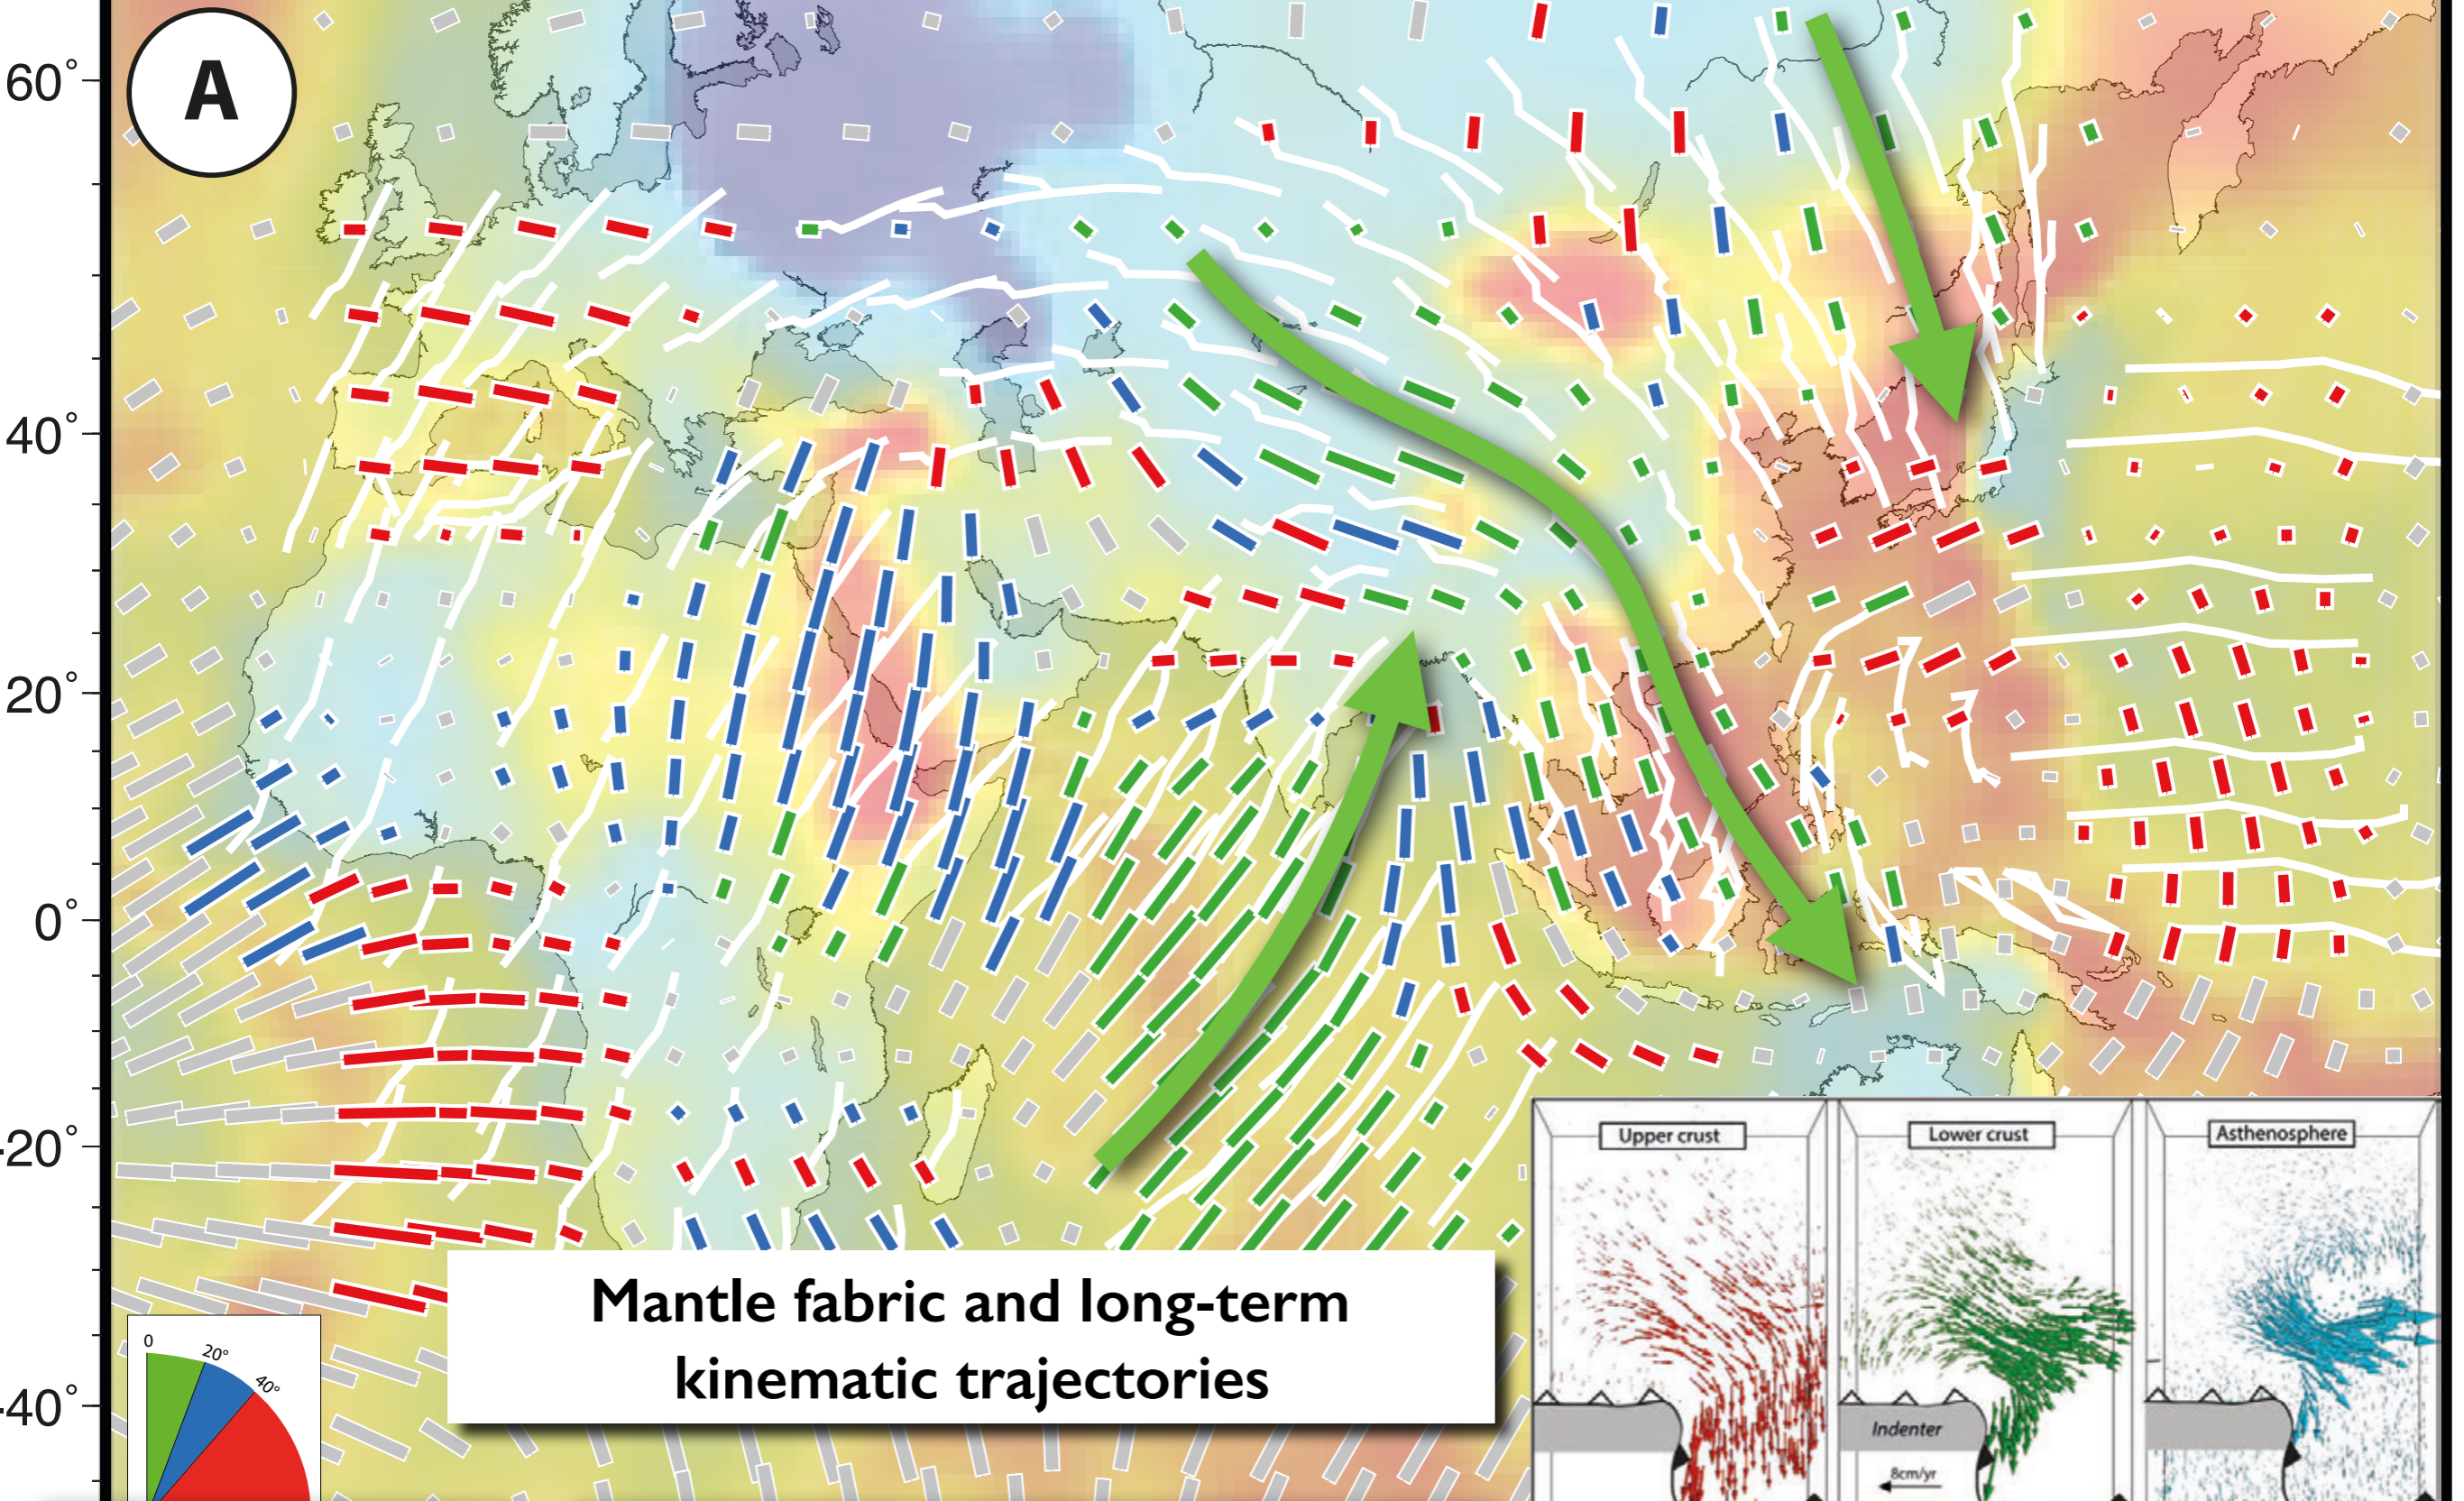 A
60°
40°
20°
0°
-20°
-40°
Mantle fabric and long-term
kinematic trajectories
0
20°
40°
Upper crust
Lower crust
Asthenosphere
Indenter
8cm/yr